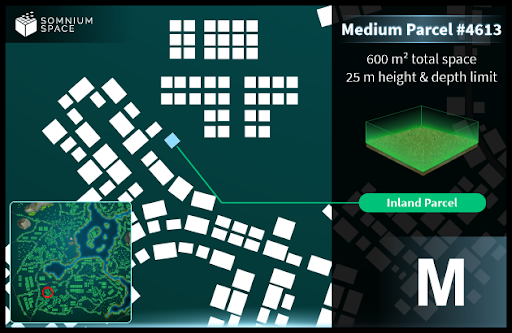 SOMNIUM
SPACE
Medium Parcel #4613
600 m² total space
25 m height & depth limit
Inland Parcel
M